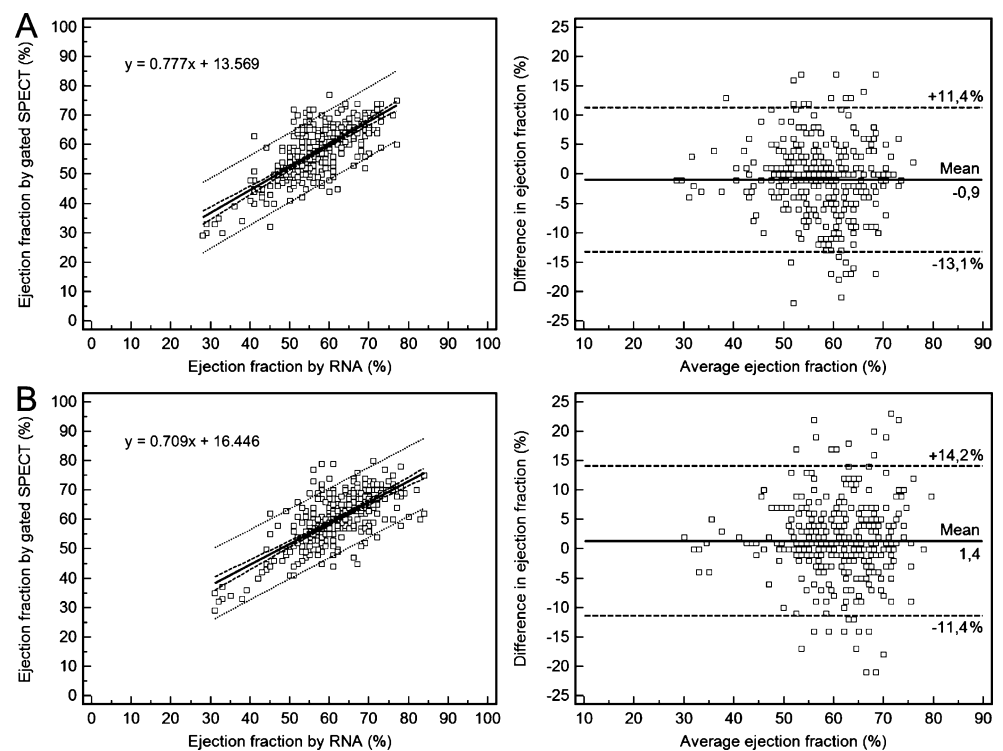 A
Ejection fraction by gated SPECT (%)
100
90
80
70
60
50
40
30
20
10
0
y = 0.777x + 13.569
0 10 20 30 40 50 60 70 80 90 100
Ejection fraction by RNA (%)
Difference in ejection fraction (%)
25
20
15
10
5
0
-5
-10
-15
-20
-25
+11,4%
Mean
-0,9
-13,1%
10 20 30 40 50 60 70 80 90
Average ejection fraction (%)
B
Ejection fraction by gated SPECT (%)
100
90
80
70
60
50
40
30
20
10
0
y = 0.709x + 16.446
0 10 20 30 40 50 60 70 80 90 100
Ejection fraction by RNA (%)
Difference in ejection fraction (%)
25
20
15
10
5
0
-5
-10
-15
-20
-25
+14,2%
Mean
1,4
-11,4%
10 20 30 40 50 60 70 80 90
Average ejection fraction (%)